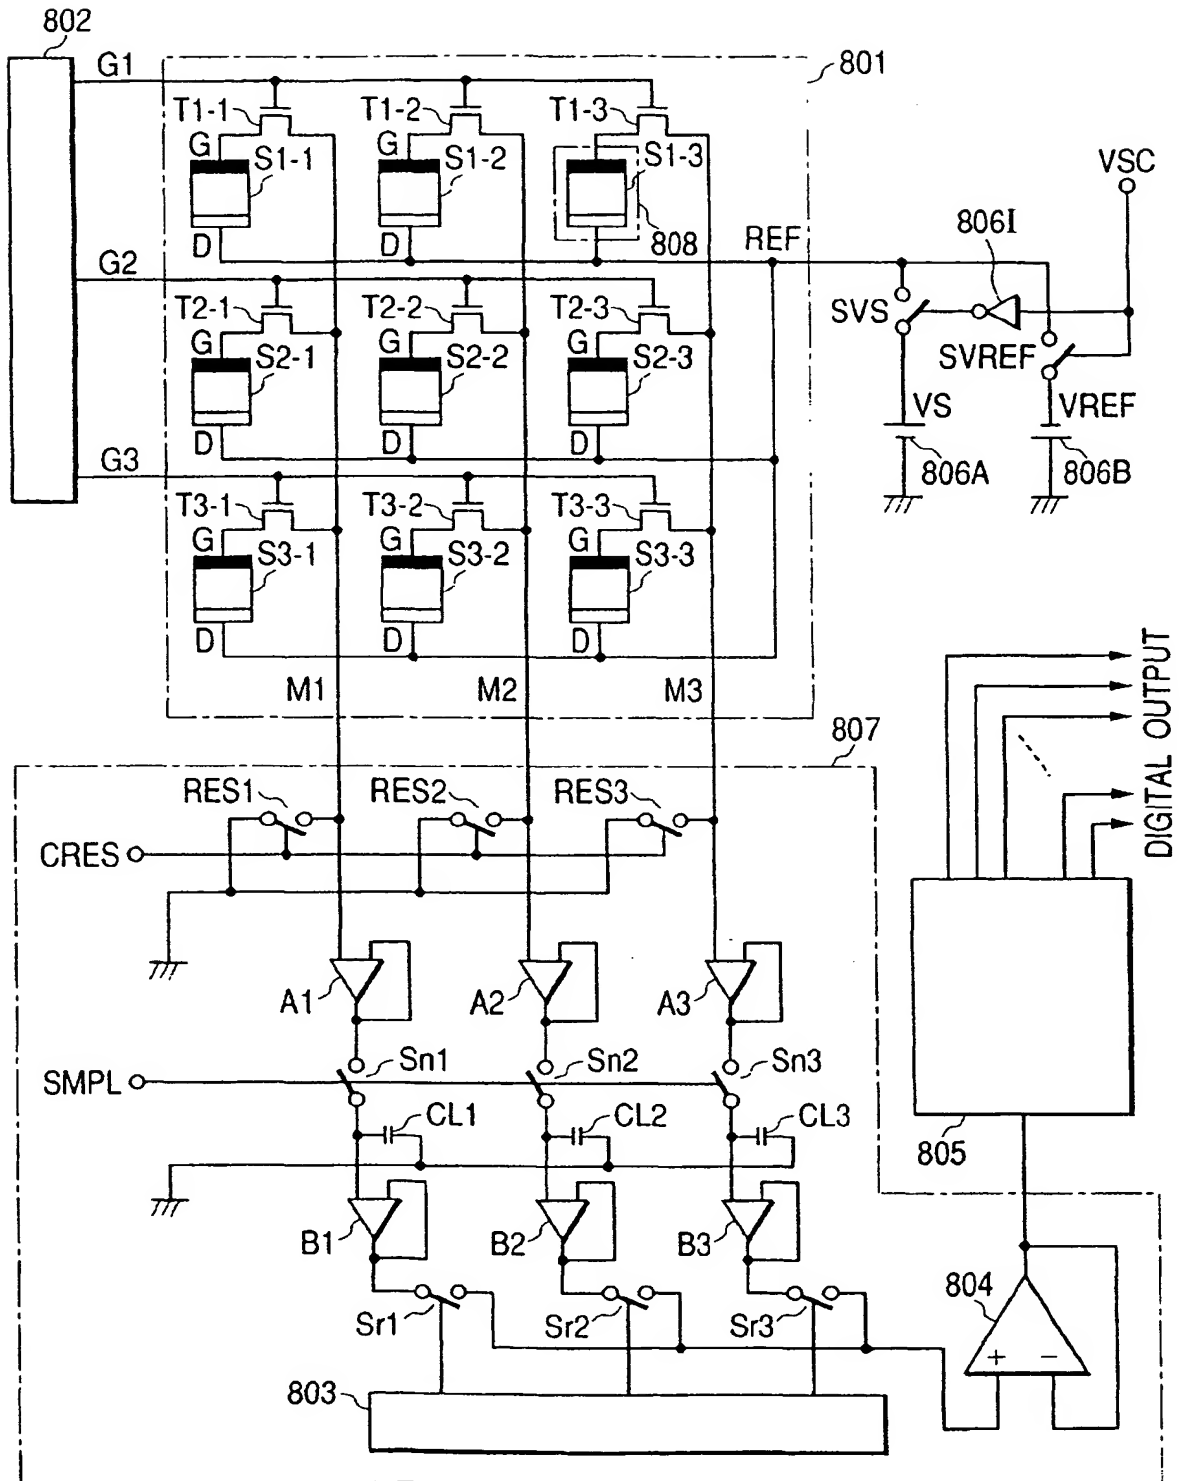 802
G1
801
T1-1 T1-2 T1-3
G S1-1 G S1-2 S1-3
VSC
D D 808 REF 806I
G2
T2-1 T2-2 T2-3
SVS
G S2-1 G S2-2 G S2-3
SVREF
VS VREF
D D D
G3
806A 806B
T3-1 T3-2 T3-3
G S3-1 G S3-2 G S3-3
D D D
M1 M2 M3
DIGITAL OUTPUT
807
RES1 RES2 RES3
CRES
A1 A2 A3
Sn1 Sn2 Sn3
SMPL
CL1 CL2 CL3
805
B1 B2 B3
804
Sr1 Sr2 Sr3
+ −
803